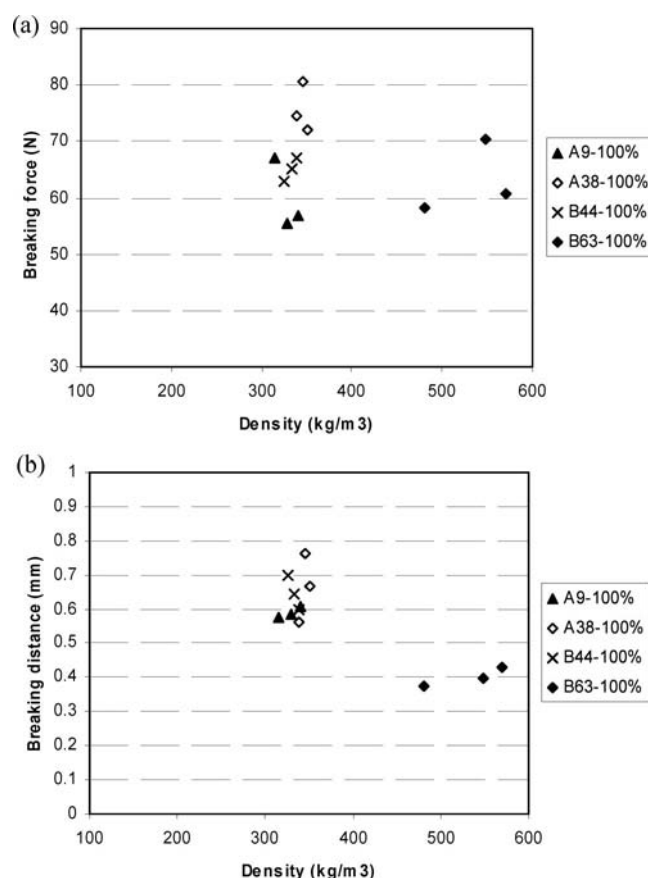 (a)
90
80
70
60
50
40
30
Breaking force (N)
100 200 300 400 500 600
Density (kg/m3)
A9-100%
A38-100%
B44-100%
B63-100%
(b)
1
0.9
0.8
0.7
0.6
0.5
0.4
0.3
0.2
0.1
0
Breaking distance (mm)
100 200 300 400 500 600
Density (kg/m3)
A9-100%
A38-100%
B44-100%
B63-100%